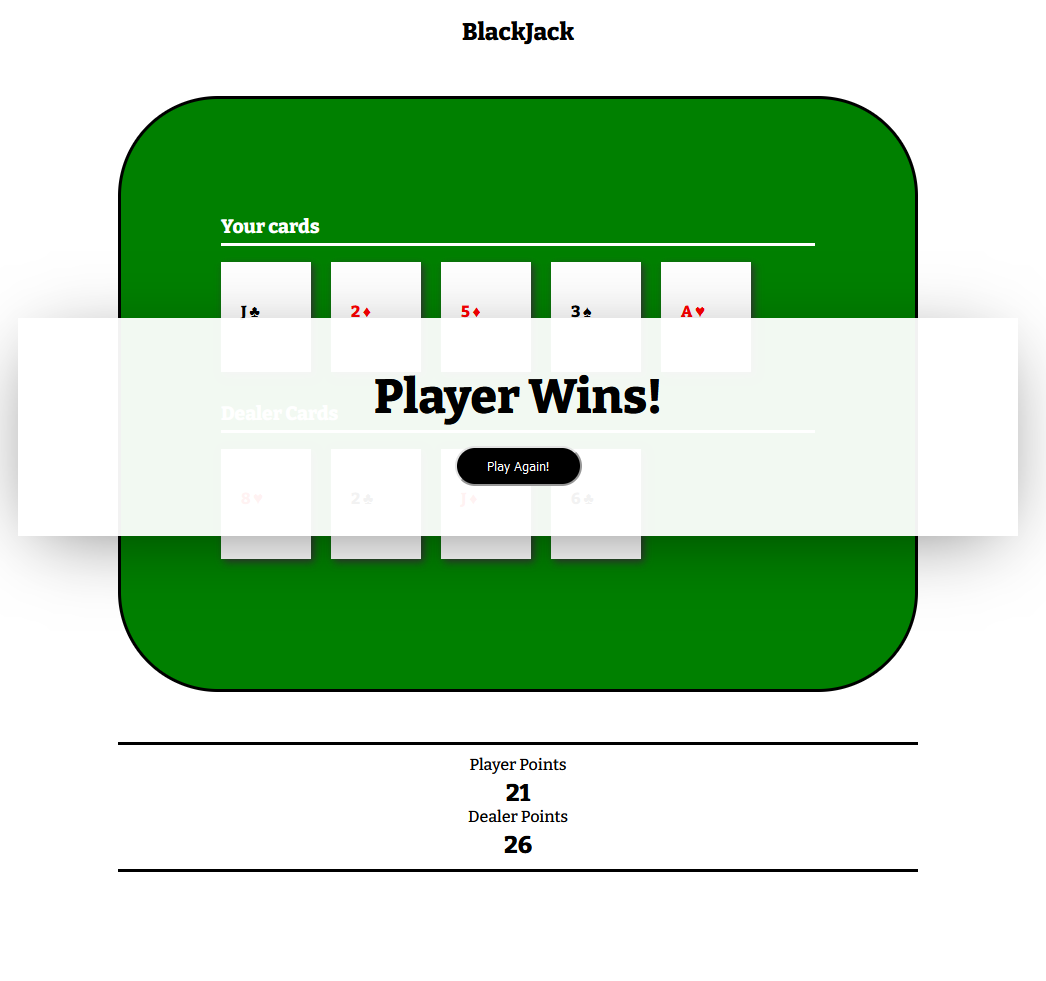 BlackJack
Your cards
J♣ 2♦ 5♦ 3♠ A♥
Player Wins!
Dealer Cards
Play Again!
8♥ 2♣ J♦ 6♣
Player Points
21
Dealer Points
26